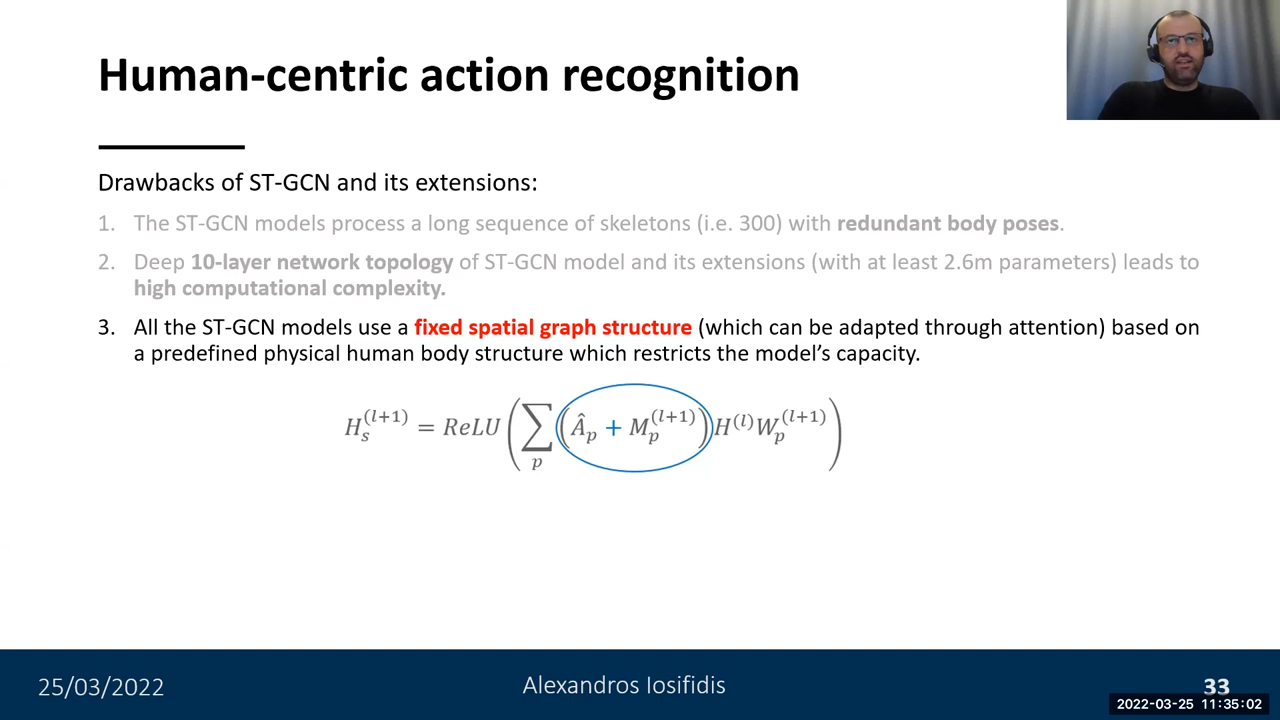 Human-centric action recognition
Drawbacks of ST-GCN and its extensions:
1. The ST-GCN models process a long sequence of skeletons (i.e. 300) with redundant body poses.
2. Deep 10-layer network topology of ST-GCN model and its extensions (with at least 2.6m parameters) leads to
high computational complexity.
3. All the ST-GCN models use a fixed spatial graph structure (which can be adapted through attention) based on
a predefined physical human body structure which restricts the model’s capacity.
H_s^{(l+1)} = ReLU(∑_p (Â_p + M_p^{(l+1)}) H^{(l)} W_p^{(l+1)})
25/03/2022
Alexandros Iosifidis
33
2022-03-25 11:35:02